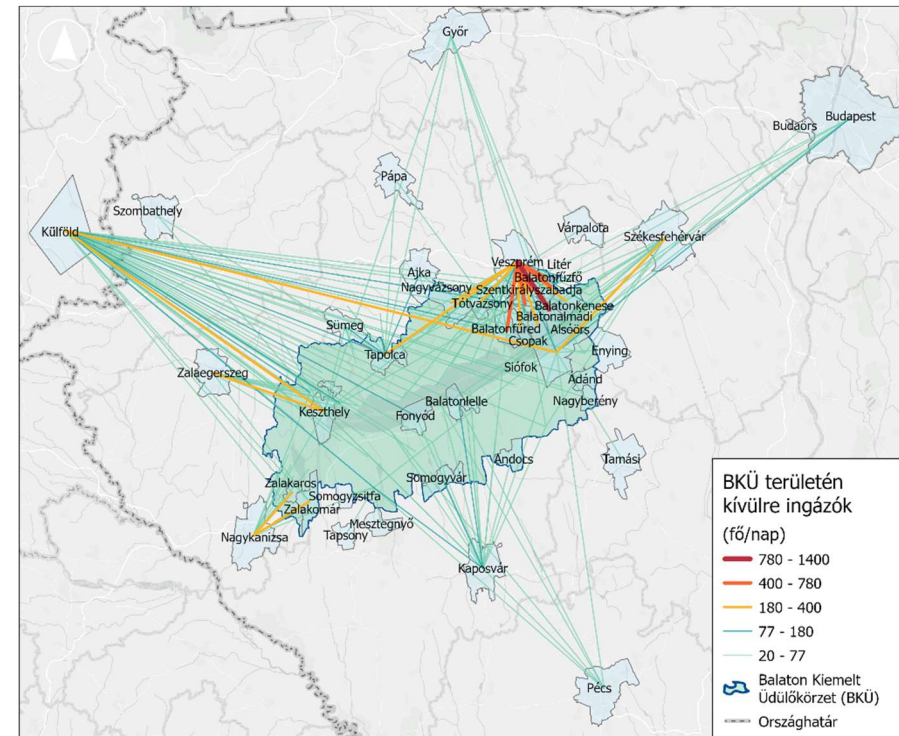 Győr
Budapest
Budaörs
Pápa
Szombathely
Külföld
Várpalota
Székesfehérvár
Veszprém
Litér
Ajka
Balatonfűzfő
Nagyvázsony
Szentkirályszabadja
Tótvázsony
Balatonkenese
Balatonalmádi
Sümeg
Balatonfüred
Alsóörs
Csopak
Tapolca
Enying
Siófok
Zalaegerszeg
Ádánd
Keszthely
Balatonlelle
Nagyberény
Fonyód
Andocs
Tamási
Somogyvár
Zalakaros
Somogyzsitfa
Zalakomár
Mesztegnyő
Nagykanizsa
Tapsony
Kaposvár
Pécs
BKÜ területén
kívülre ingázók
(fő/nap)
780 - 1400
400 - 780
180 - 400
77 - 180
20 - 77
Balaton Kiemelt
Üdülőkörzet (BKÜ)
Országhatár